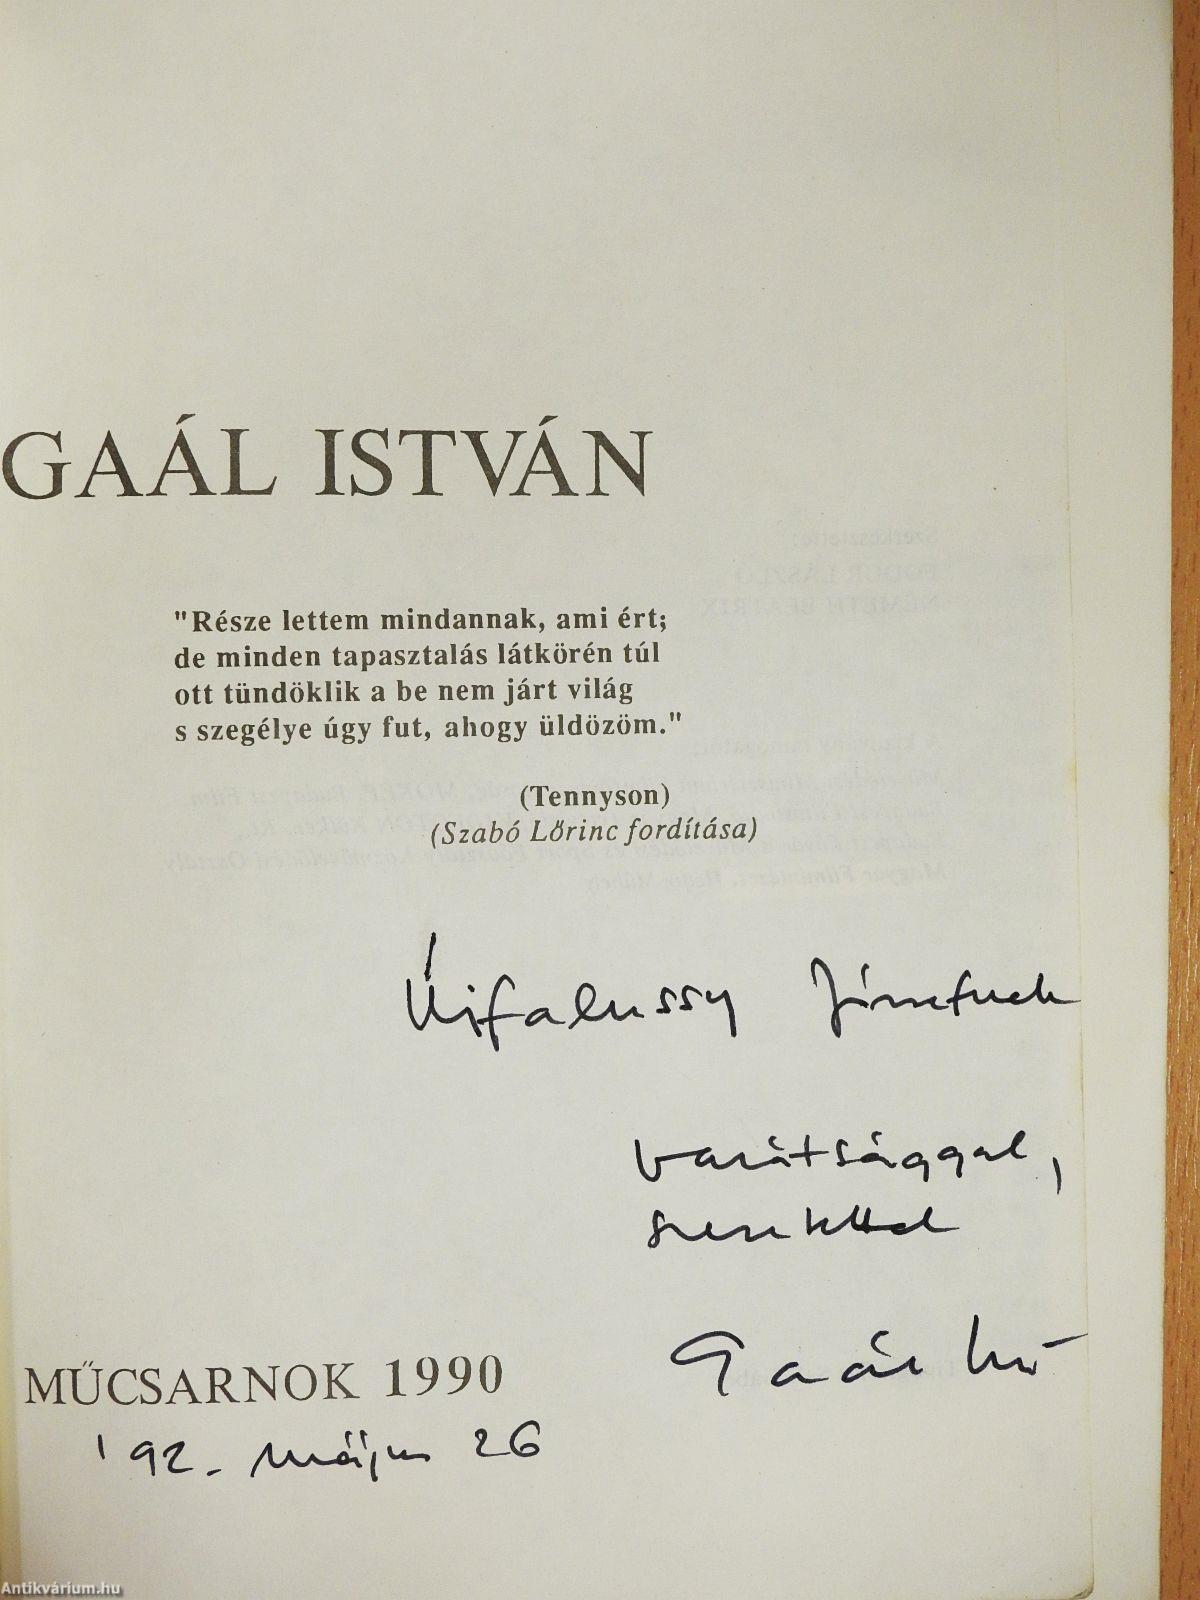 GAÁL ISTVÁN
"Része lettem mindannak, ami ért;
de minden tapasztalás látkörén túl
ott tündöklik a be nem járt világ
s szegélye úgy fut, ahogy üldözöm."
(Tennyson)
(Szabó Lőrinc fordítása)
Újfalussy Józsefnek
barátsággal,
szeretettel
Gaál
MŰCSARNOK 1990
'92. május 26
Antikvárium.hu